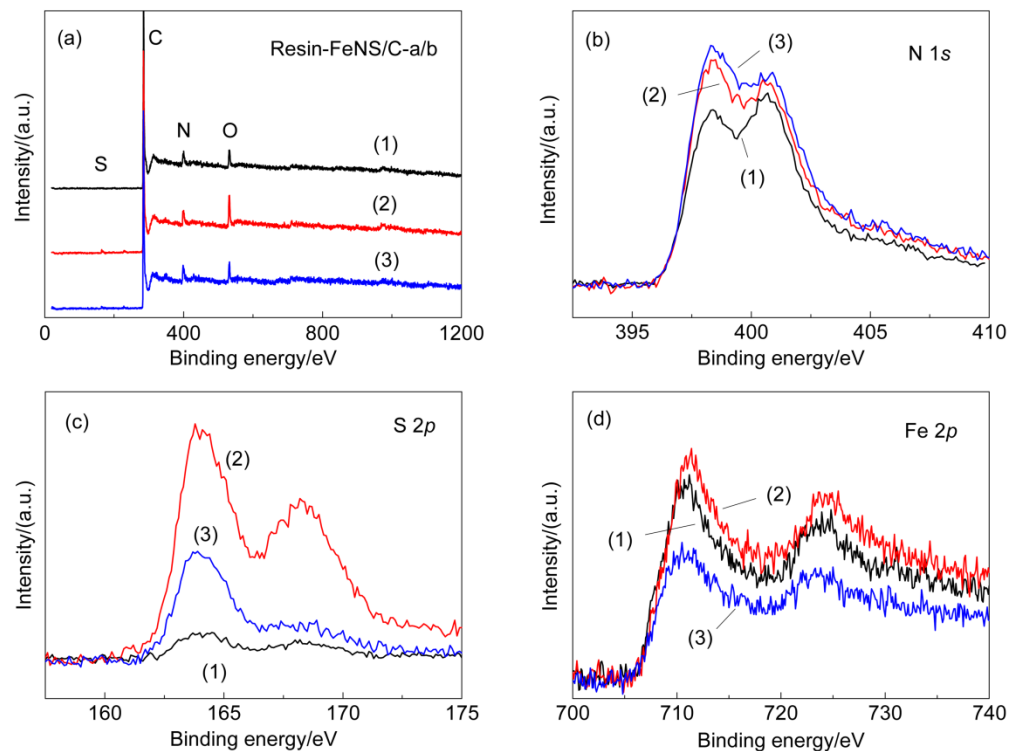 (a)
C
Resin-FeNS/C-a/b
N
O
S
(1)
(2)
(3)
0
400
800
1200
Binding energy/eV
Intensity/(a.u.)
(b)
N 1s
(3)
(2)
(1)
395
400
405
410
Binding energy/eV
Intensity/(a.u.)
(c)
S 2p
(2)
(3)
(1)
160
165
170
175
Binding energy/eV
Intensity/(a.u.)
(d)
Fe 2p
(2)
(1)
(3)
700
710
720
730
740
Binding energy/eV
Intensity/(a.u.)